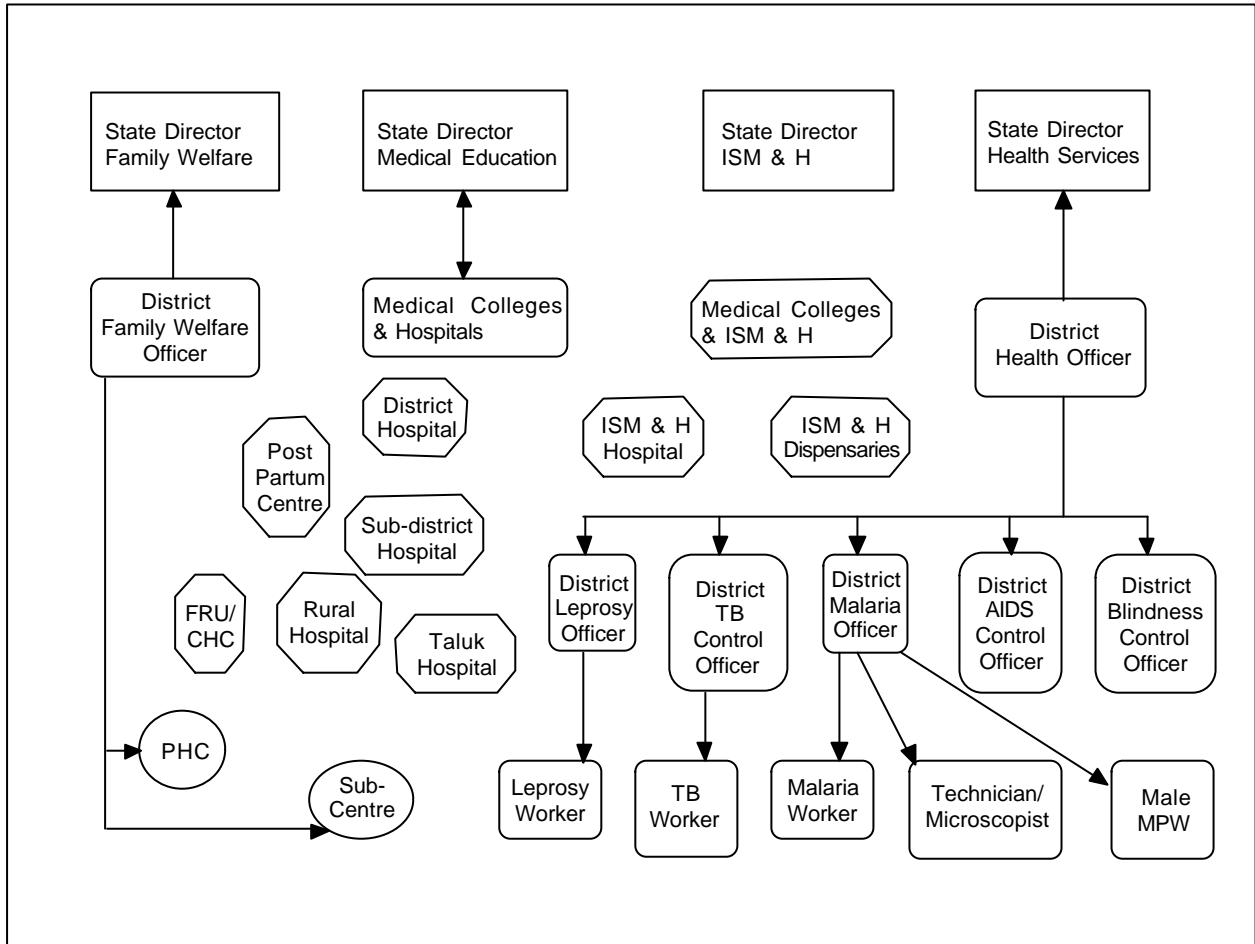 State Director
Family Welfare
State Director
Medical Education
State Director
ISM & H
State Director
Health Services
District
Family Welfare
Officer
Medical Colleges
& Hospitals
Medical Colleges
& ISM & H
District
Health Officer
District
Hospital
Post
Partum
Centre
ISM & H
Hospital
ISM & H
Dispensaries
Sub-district
Hospital
FRU/
CHC
Rural
Hospital
Taluk
Hospital
District
Leprosy
Officer
District
TB
Control
Officer
District
Malaria
Officer
District
AIDS
Control
Officer
District
Blindness
Control
Officer
PHC
Sub-
Centre
Leprosy
Worker
TB
Worker
Malaria
Worker
Technician/
Microscopist
Male
MPW